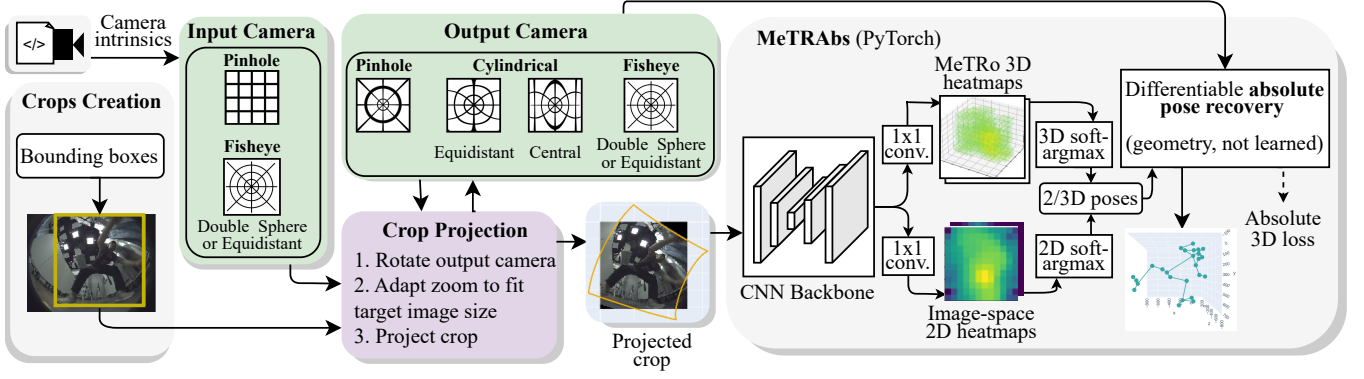 </>
Camera
intrinsics
Crops Creation
Bounding boxes
Input Camera
Pinhole
Fisheye
Double Sphere
or Equidistant
Output Camera
Pinhole
Cylindrical
Equidistant
Central
Fisheye
Double Sphere
or Equidistant
Crop Projection
1. Rotate output camera
2. Adapt zoom to fit
target image size
3. Project crop
Projected
crop
MeTRAbs (PyTorch)
CNN Backbone
1x1
conv.
1x1
conv.
MeTRo 3D
heatmaps
Image-space
2D heatmaps
3D soft-
argmax
2/3D poses
2D soft-
argmax
Differentiable absolute
pose recovery
(geometry, not learned)
Absolute
3D loss